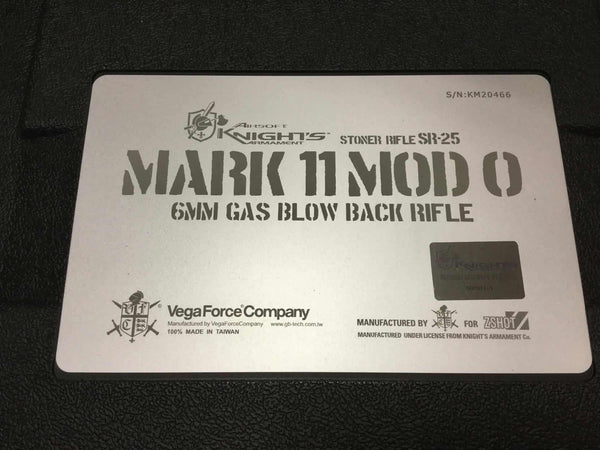 S/N:KM20466
AIRSOFT
KNIGHT'S
ARMAMENT
STONER RIFLE SR-25
MARK 11 MOD 0
6MM GAS BLOW BACK RIFLE
VegaForce®Company
Manufactured by VegaForceCompany www.gb-tech.com.tw
100% MADE IN TAIWAN
MANUFACTURED BY
FOR ZSHOT
MANUFACTURED UNDER LICENSE FROM KNIGHT'S ARMAMENT Co.